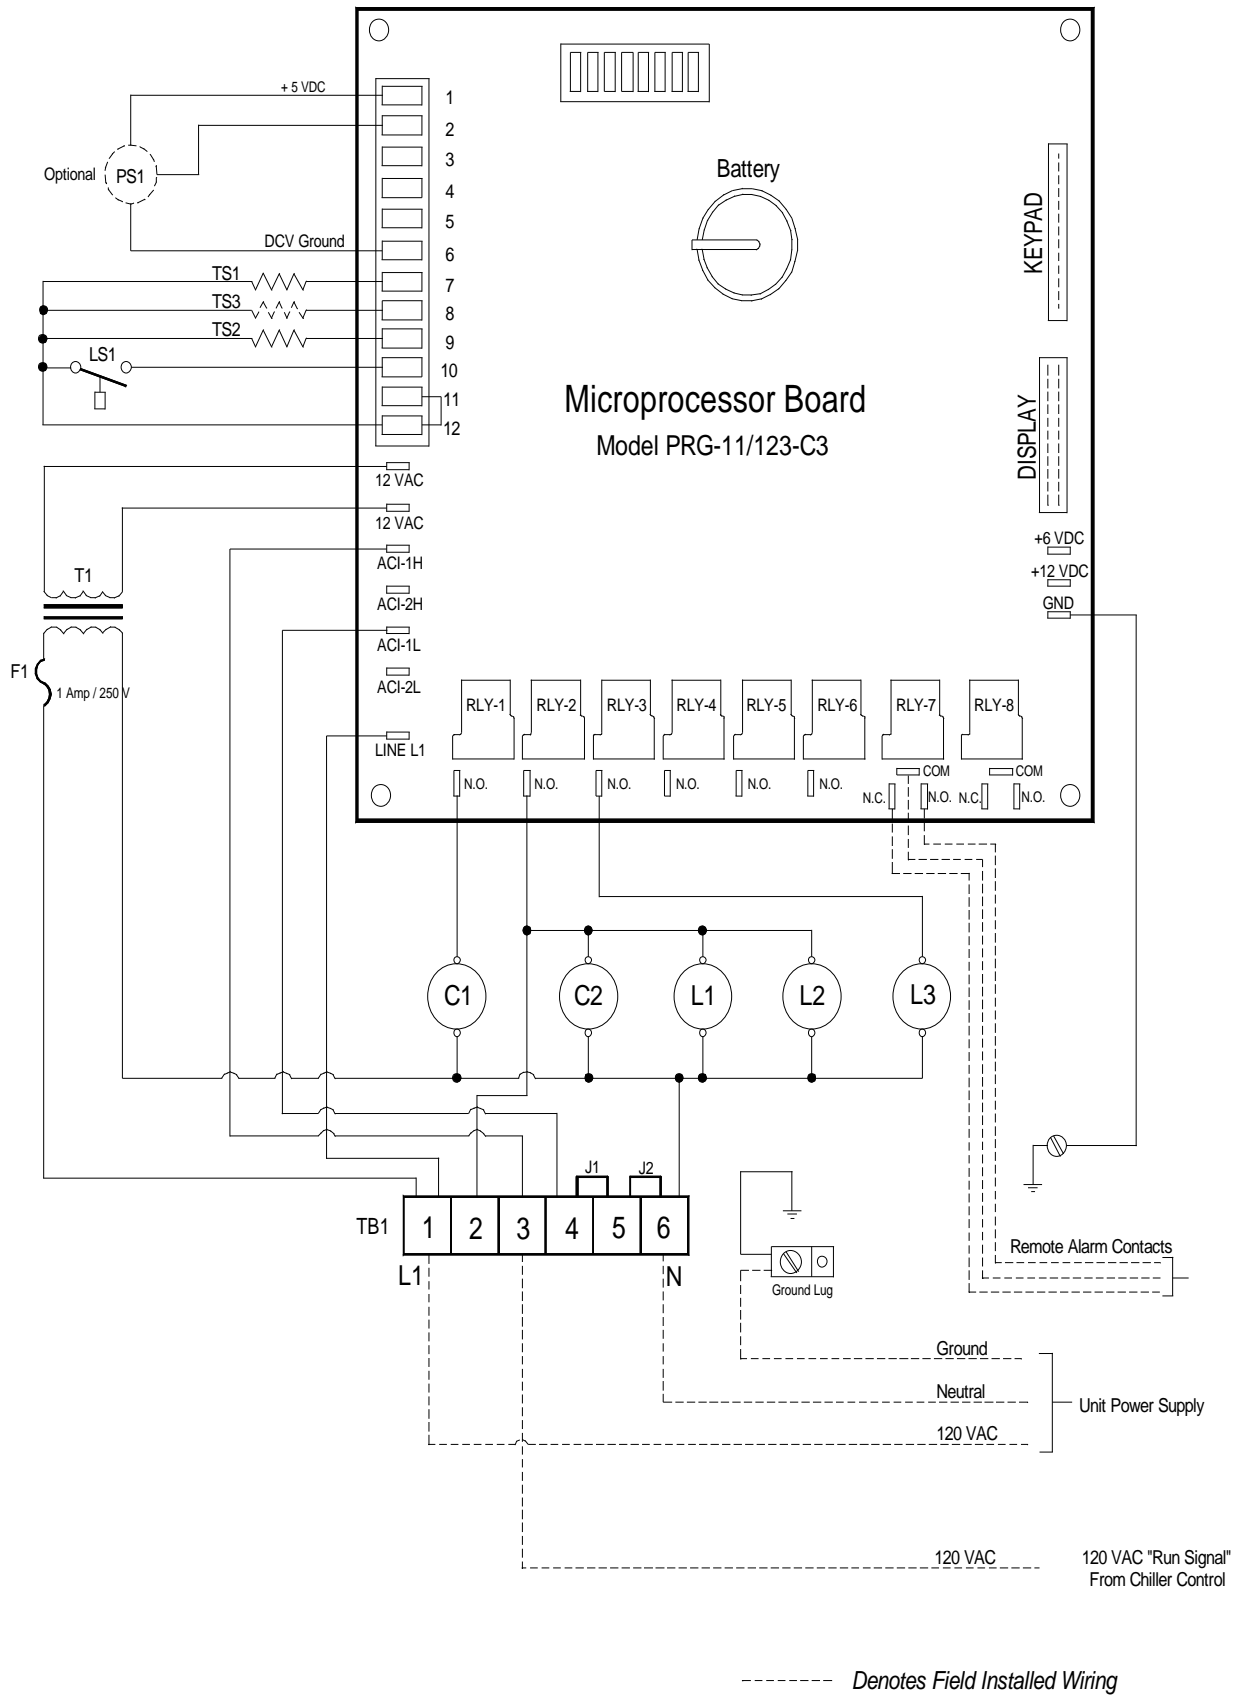 + 5 VDC
1
2
3
4
5
6
7
8
9
10
11
12
Optional
PS1
DCV Ground
TS1
TS3
TS2
LS1
Battery
KEYPAD
Microprocessor Board
Model PRG-11/123-C3
DISPLAY
12 VAC
12 VAC
ACI-1H
ACI-2H
ACI-1L
ACI-2L
LINE L1
+6 VDC
+12 VDC
GND
T1
F1
1 Amp / 250 V
RLY-1
RLY-2
RLY-3
RLY-4
RLY-5
RLY-6
RLY-7
RLY-8
N.O.
N.O.
N.O.
N.O.
N.O.
N.O.
COM
N.C.
N.O.
COM
N.C.
N.O.
C1
C2
L1
L2
L3
J1
J2
TB1
1
2
3
4
5
6
L1
N
Ground Lug
Remote Alarm Contacts
Ground
Neutral
120 VAC
Unit Power Supply
120 VAC
120 VAC "Run Signal"
From Chiller Control
Denotes Field Installed Wiring